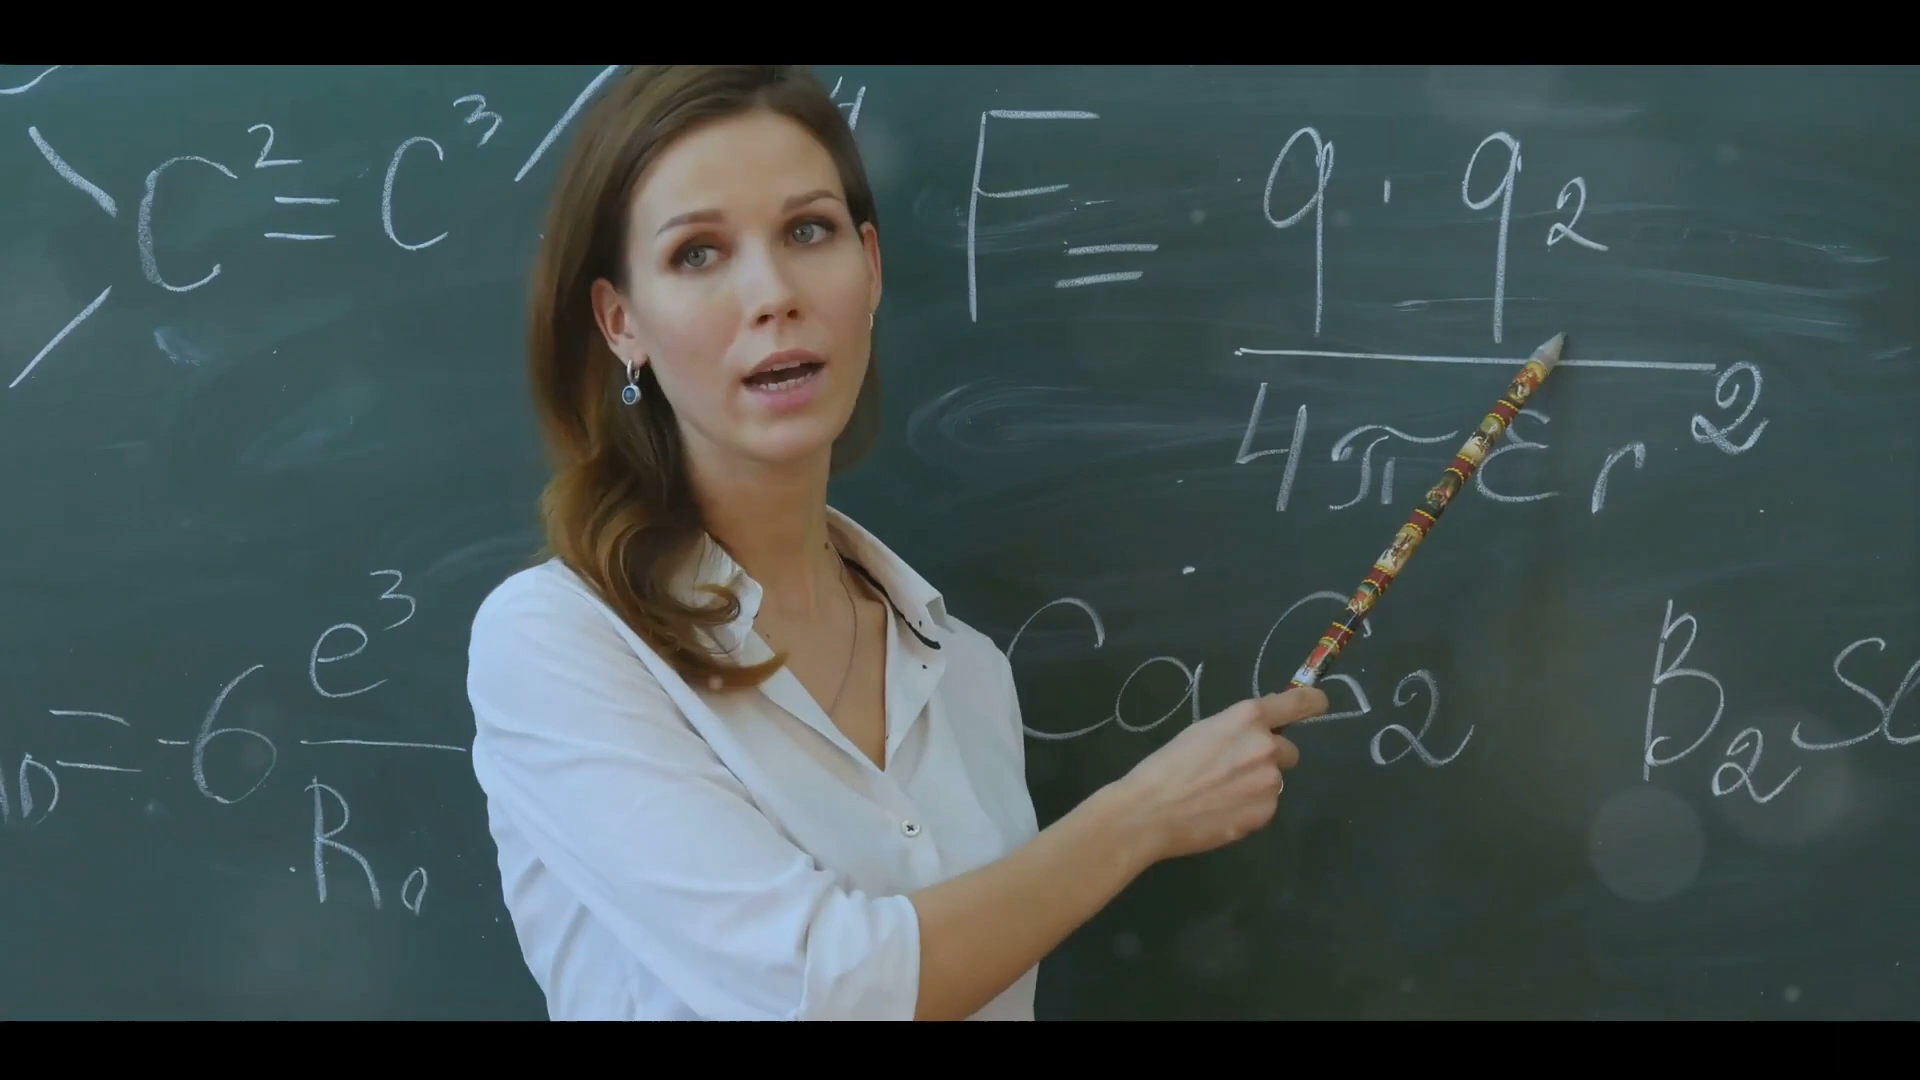 C² = C³
F = q · q₂
4πεr²
= -6 e³
R₀
CaC₂
B₂